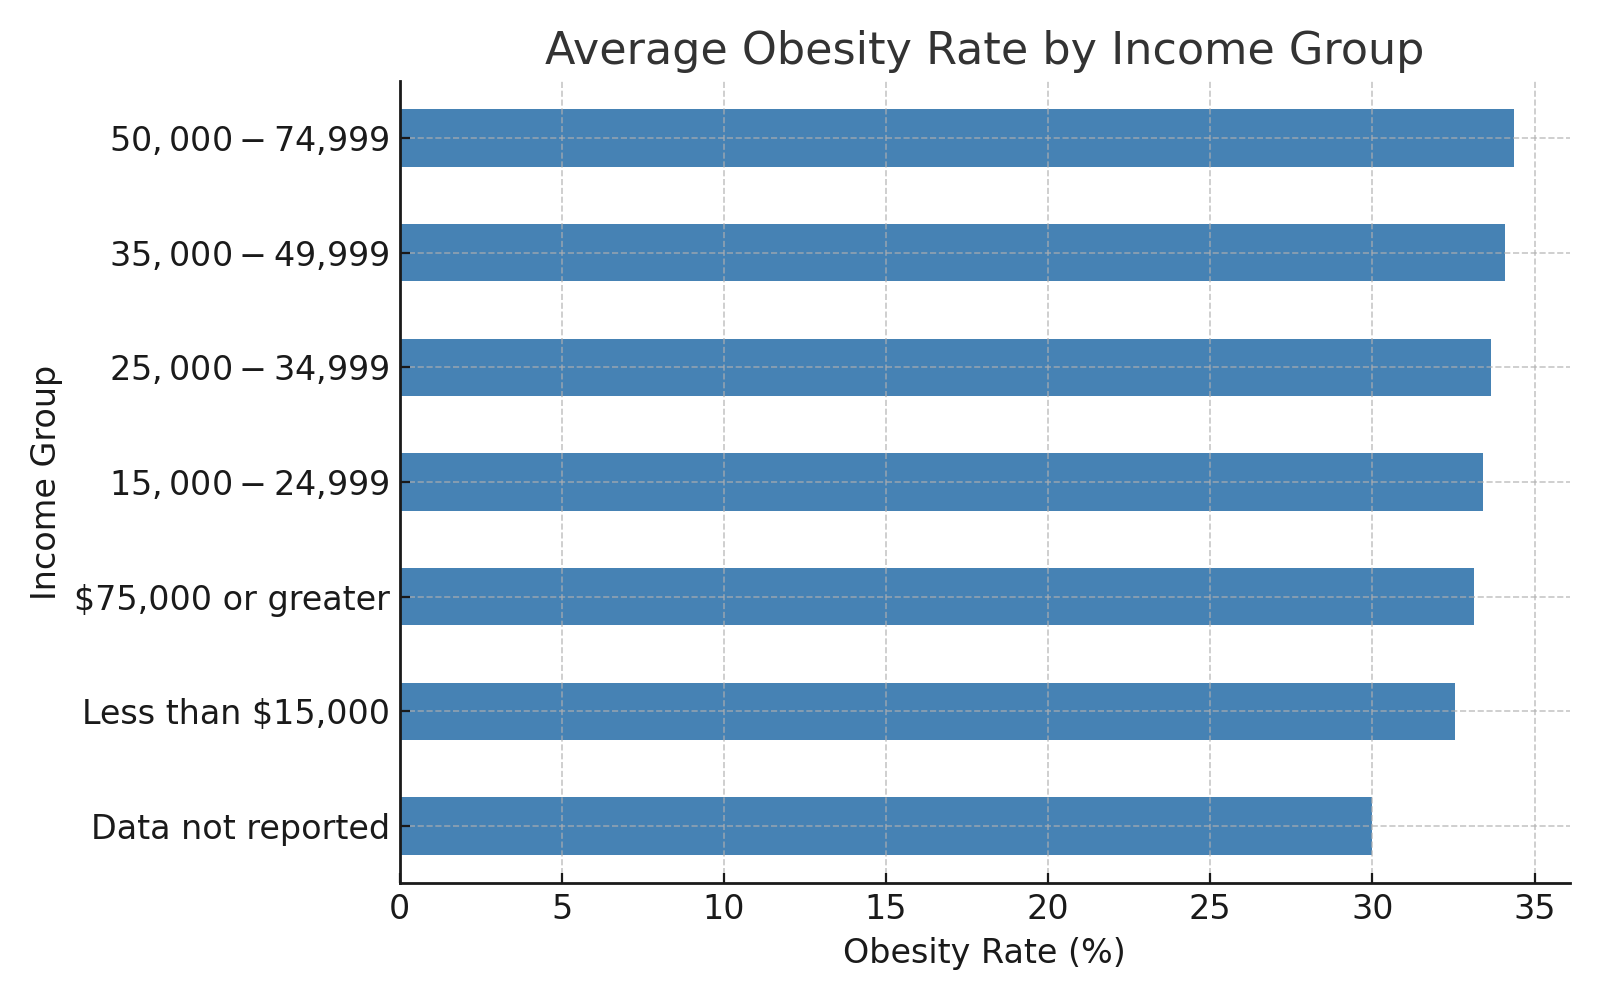 Average Obesity Rate by Income Group
50,000 − 74,999
35,000 − 49,999
25,000 − 34,999
15,000 − 24,999
$75,000 or greater
Less than $15,000
Data not reported
Income Group
0 5 10 15 20 25 30 35
Obesity Rate (%)